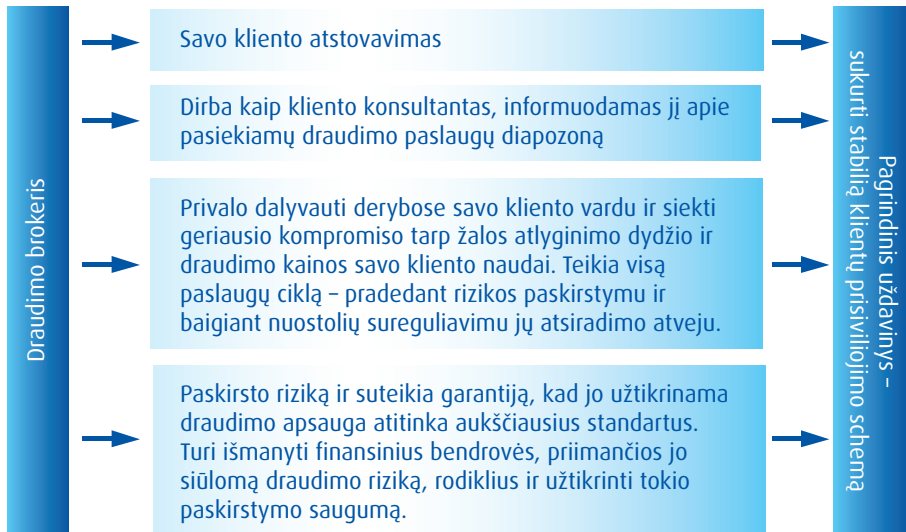 Draudimo brokeris
Savo kliento atstovavimas
Dirba kaip kliento konsultantas, informuodamas jį apie
pasiekiamų draudimo paslaugų diapozoną
Privalo dalyvauti derybose savo kliento vardu ir siekti
geriausio kompromiso tarp žalos atlyginimo dydžio ir
draudimo kainos savo kliento naudai. Teikia visą
paslaugų ciklą – pradedant rizikos paskirstymu ir
baigiant nuostolių sureguliavimu jų atsiradimo atveju.
Paskirsto riziką ir suteikia garantiją, kad jo užtikrinama
draudimo apsauga atitinka aukščiausius standartus.
Turi išmanyti finansinius bendrovės, priimančios jo
siūlomą draudimo riziką, rodiklius ir užtikrinti tokio
paskirstymo saugumą.
Pagrindinis uždavinys –
sukurti stabilią klientų prisiviliojimo schemą